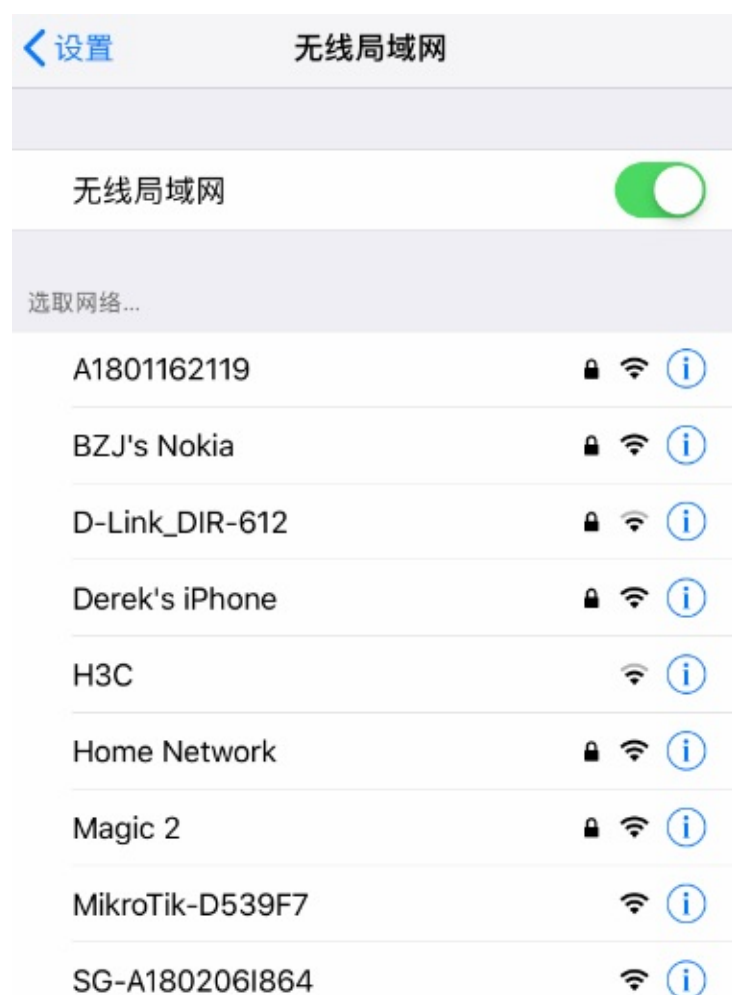 设置 无线局域网
无线局域网
选取网络...
A1801162119
BZJ's Nokia
D-Link_DIR-612
Derek's iPhone
H3C
Home Network
Magic 2
MikroTik-D539F7
SG-A180206I864